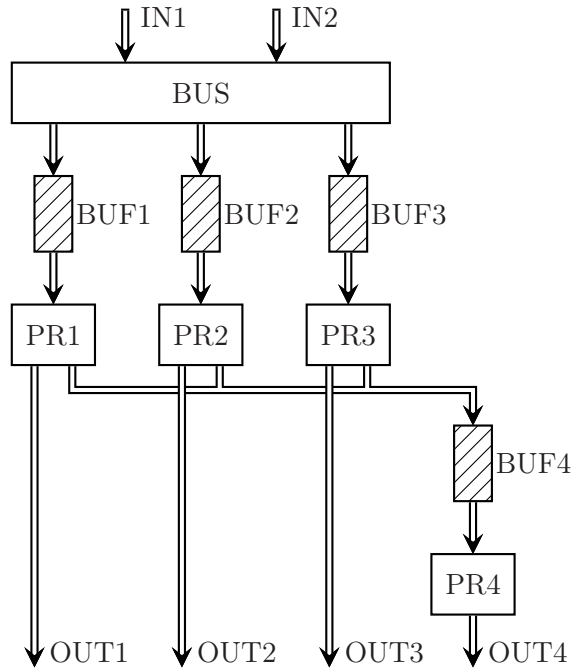 IN1 IN2
BUS
BUF1 BUF2 BUF3
PR1 PR2 PR3
BUF4
PR4
OUT1 OUT2 OUT3 OUT4